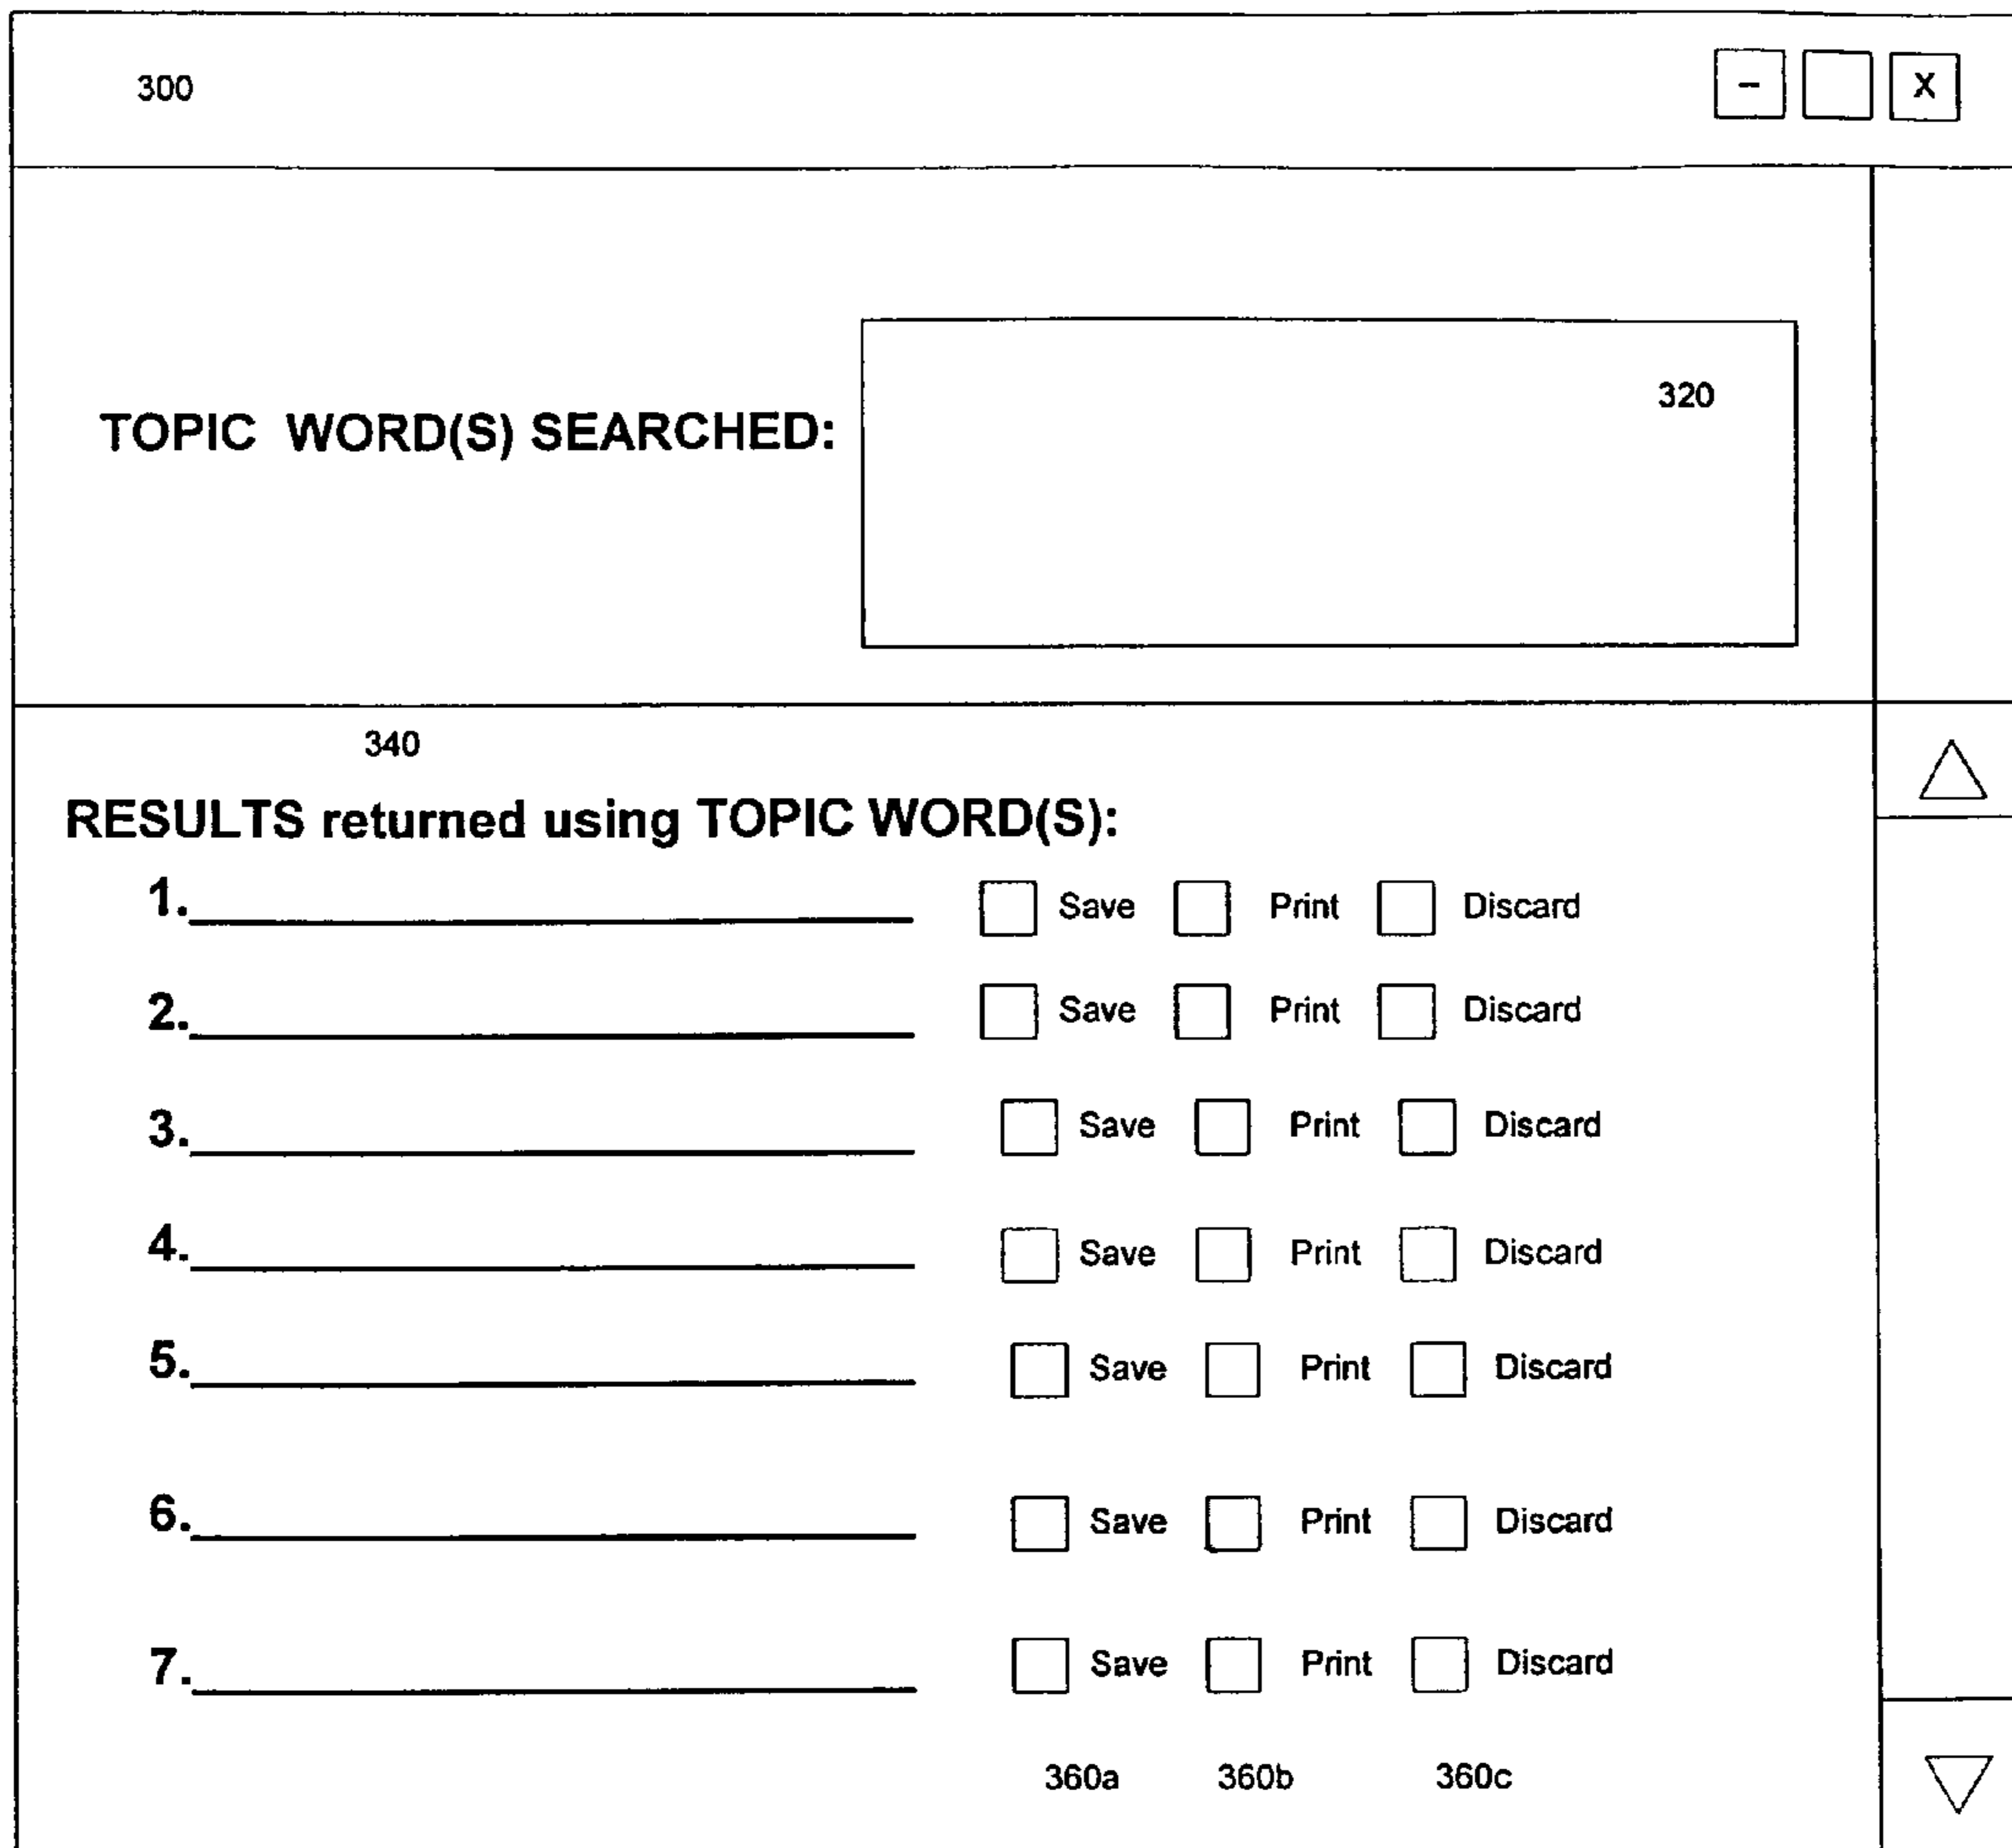 300 – X
320
TOPIC WORD(S) SEARCHED:
340
RESULTS returned using TOPIC WORD(S):
1. Save Print Discard
2. Save Print Discard
3. Save Print Discard
4. Save Print Discard
5. Save Print Discard
6. Save Print Discard
7. Save Print Discard
360a 360b 360c